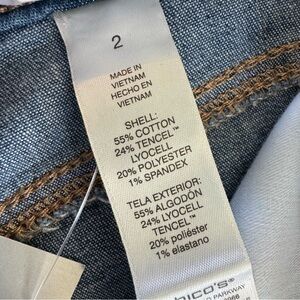 2
MADE IN
VIETNAM
HECHO EN
VIETNAM
SHELL:
55% COTTON
24% TENCEL™
LYOCELL
20% POLYESTER
1% SPANDEX
TELA EXTERIOR:
55% ALGODÓN
24% LYOCELL
TENCEL™
20% poliéster
1% elastano
hico's®
PARKWAY